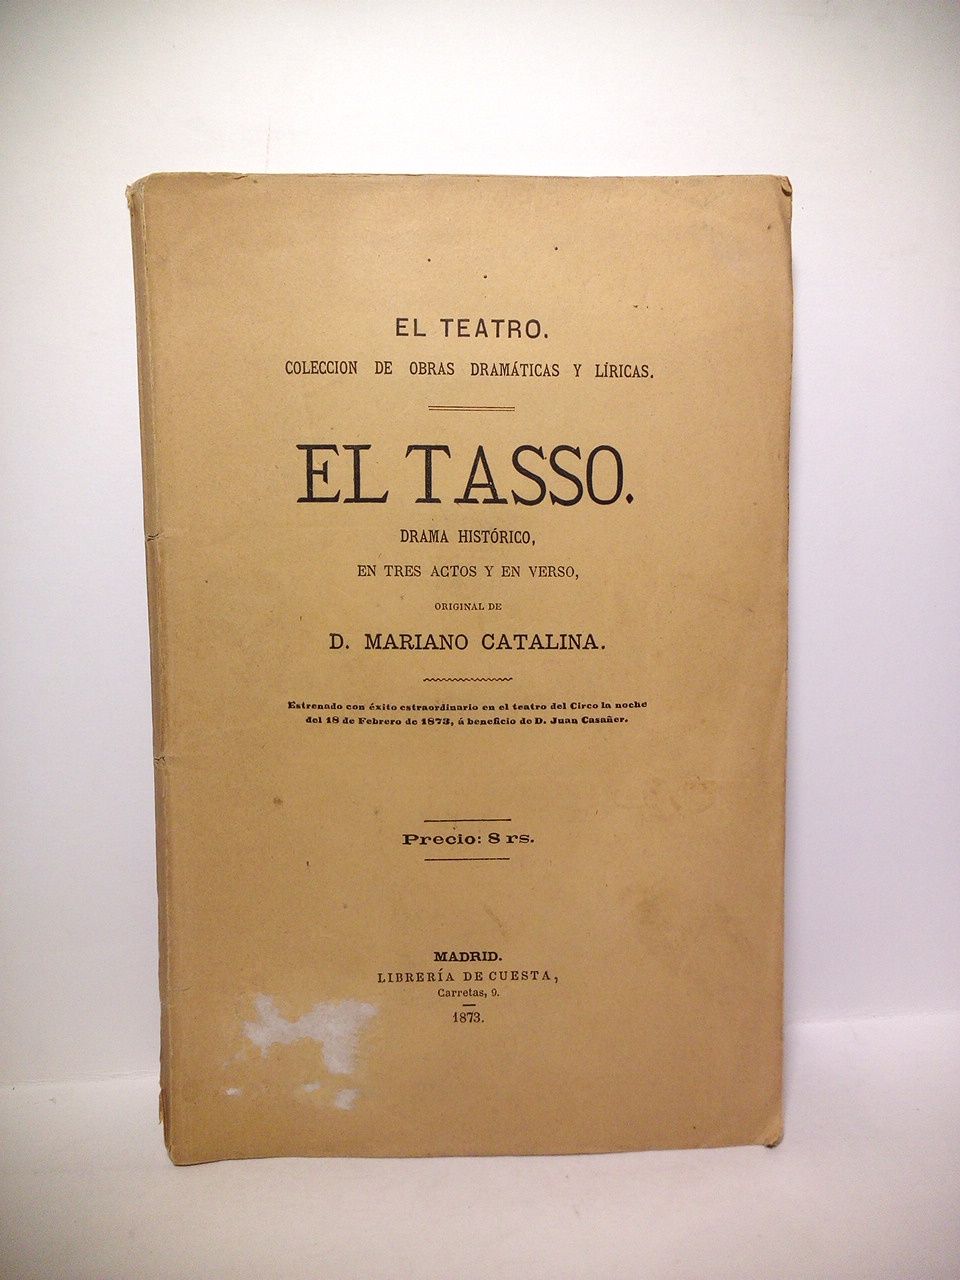 EL TEATRO.
COLECCION DE OBRAS DRAMÁTICAS Y LÍRICAS.
EL TASSO.
DRAMA HISTÓRICO,
EN TRES ACTOS Y EN VERSO,
ORIGINAL DE
D. MARIANO CATALINA.
Estrenado con éxito estraordinario en el teatro del Circo la noche
del 18 de Febrero de 1873, á beneficio de D. Juan Casañer.
Precio: 8 rs.
MADRID.
LIBRERÍA DE CUESTA,
Carretas, 9.
1873.